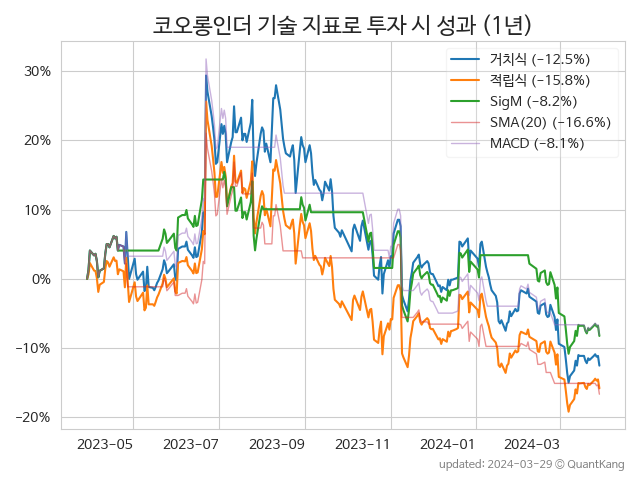 코오롱인더 기술 지표로 투자 시 성과 (1년)
거치식 (−12.5%)
적립식 (−15.8%)
SigM (−8.2%)
SMA(20) (−16.6%)
MACD (−8.1%)
30%
20%
10%
0%
−10%
−20%
2023-05 2023-07 2023-09 2023-11 2024-01 2024-03
updated: 2024-03-29 © QuantKang